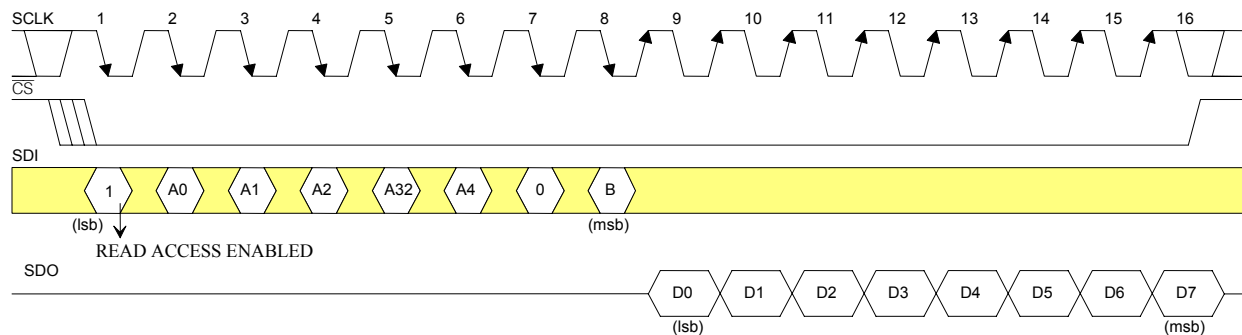 SCLK 1 2 3 4 5 6 7 8 9 10 11 12 13 14 15 16
CS
SDI
1 A0 A1 A2 A32 A4 0 B
(lsb) (msb)
READ ACCESS ENABLED
SDO
D0 D1 D2 D3 D4 D5 D6 D7
(lsb) (msb)